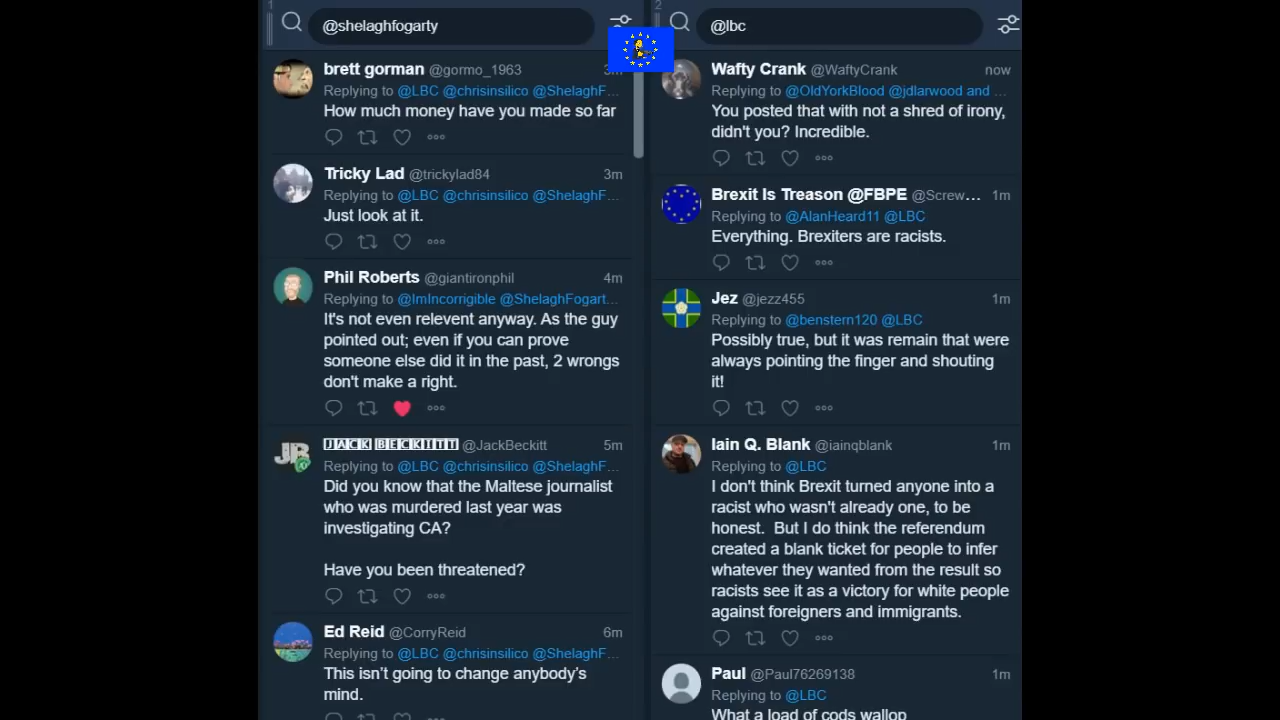 1
@shelaghfogarty
brett gorman @gormo_1963 3m
Replying to @LBC @chrisinsilico @ShelaghF...
How much money have you made so far
Tricky Lad @trickylad84 3m
Replying to @LBC @chrisinsilico @ShelaghF...
Just look at it.
Phil Roberts @giantironphil 4m
Replying to @ImIncorrigible @ShelaghFogart...
It's not even relevent anyway. As the guy
pointed out; even if you can prove
someone else did it in the past, 2 wrongs
don't make a right.
JACK BECKITT @JackBeckitt 5m
Replying to @LBC @chrisinsilico @ShelaghF...
Did you know that the Maltese journalist
who was murdered last year was
investigating CA?
Have you been threatened?
Ed Reid @CorryReid 6m
Replying to @LBC @chrisinsilico @ShelaghF...
This isn't going to change anybody's
mind.
2
@lbc
Wafty Crank @WaftyCrank now
Replying to @OldYorkBlood @jdlarwood and ...
You posted that with not a shred of irony,
didn't you? Incredible.
Brexit Is Treason @FBPE @Screw... 1m
Replying to @AlanHeard11 @LBC
Everything. Brexiters are racists.
Jez @jezz455 1m
Replying to @benstern120 @LBC
Possibly true, but it was remain that were
always pointing the finger and shouting
it!
Iain Q. Blank @iainqblank 1m
Replying to @LBC
I don't think Brexit turned anyone into a
racist who wasn't already one, to be
honest.  But I do think the referendum
created a blank ticket for people to infer
whatever they wanted from the result so
racists see it as a victory for white people
against foreigners and immigrants.
Paul @Paul76269138 1m
Replying to @LBC
What a load of cods wallop